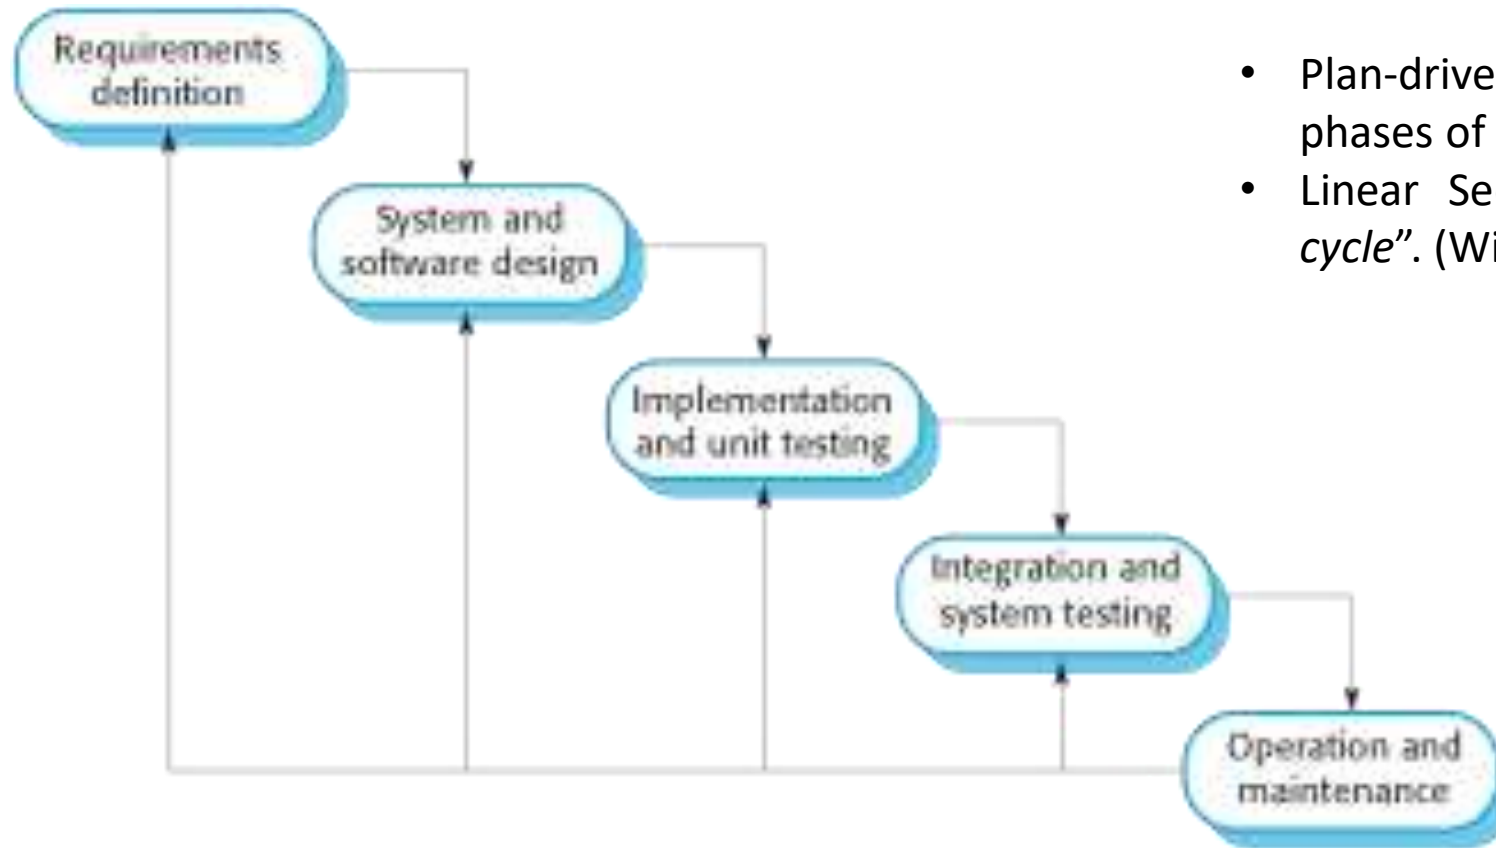 Requirements
definition
System and
software design
Implementation
and unit testing
Integration and
system testing
Operation and
maintenance
• Plan-drive
phases of
• Linear Se
cycle”. (Wi